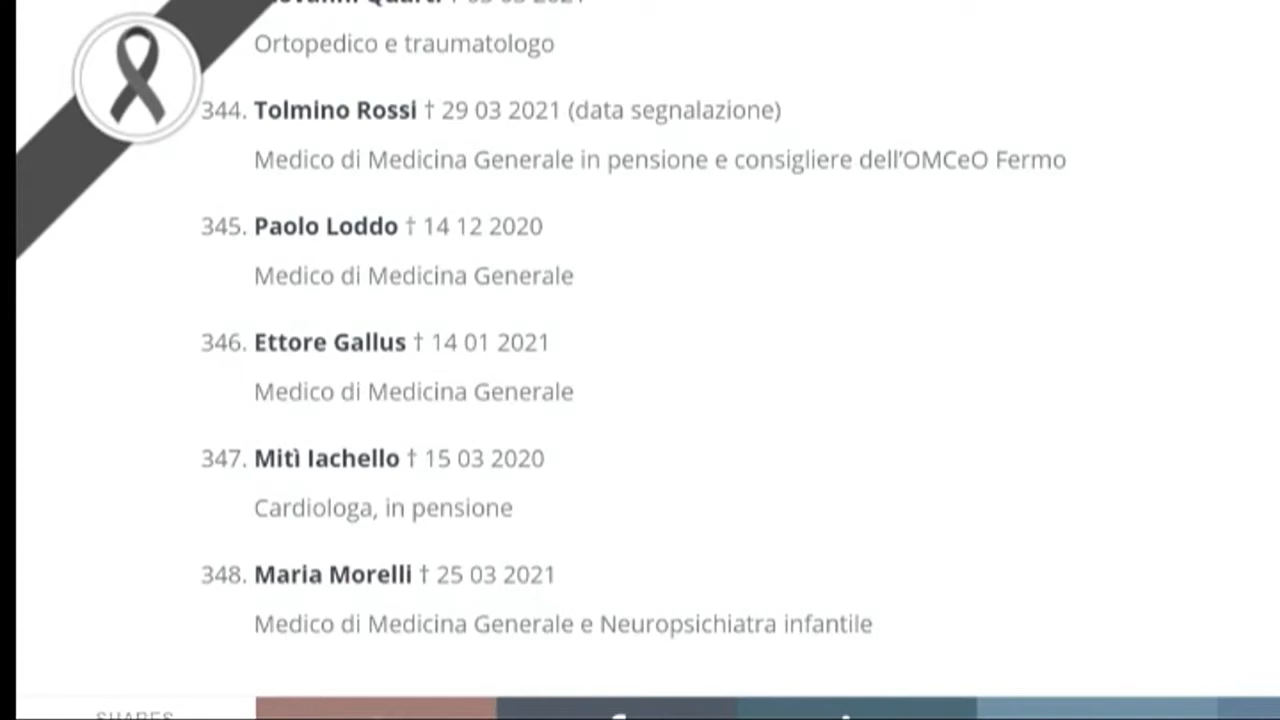 Ortopedico e traumatologo
344. Tolmino Rossi † 29 03 2021 (data segnalazione)
Medico di Medicina Generale in pensione e consigliere dell'OMCeO Fermo
345. Paolo Loddo † 14 12 2020
Medico di Medicina Generale
346. Ettore Gallus † 14 01 2021
Medico di Medicina Generale
347. Mitì Iachello † 15 03 2020
Cardiologa, in pensione
348. Maria Morelli † 25 03 2021
Medico di Medicina Generale e Neuropsichiatra infantile
SHARES